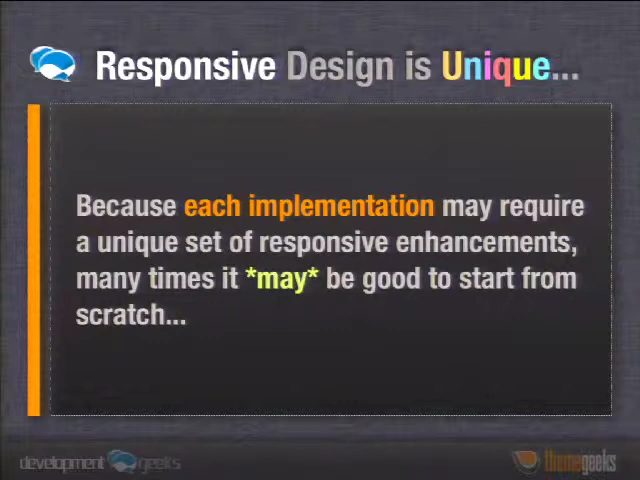 Responsive Design is Unique...
Because each implementation may require
a unique set of responsive enhancements,
many times it *may* be good to start from
scratch...
development geeks
themegeeks